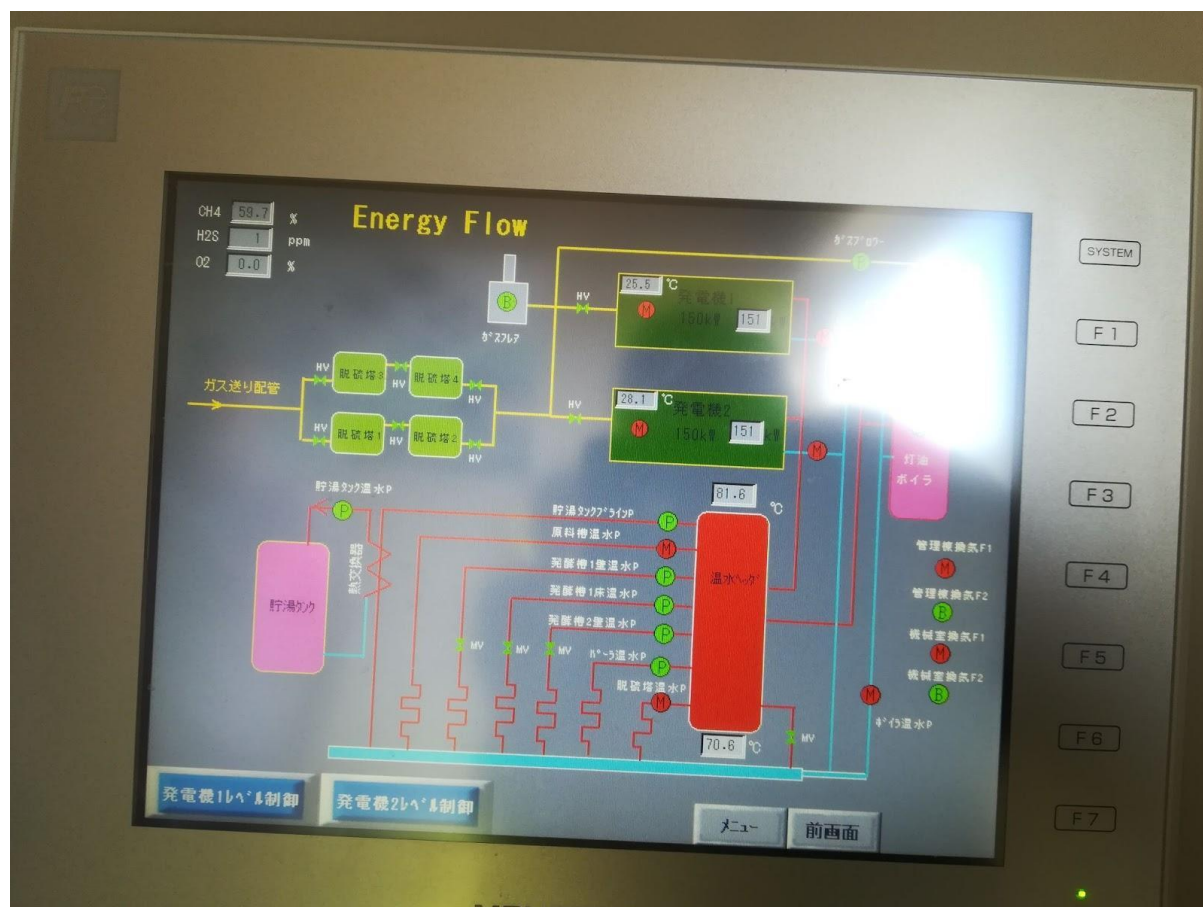 CH4 59.7 %
H2S 1 ppm
O2 0.0 %
Energy Flow
ガスブロワー
B
SYSTEM
F1
F2
F3
F4
F5
F6
F7
B
ガスフレア
HV
25.5 ℃
発電機1
M
150kW 151
ガス送り配管
HV 脱硫塔3 HV 脱硫塔4 HV
HV 脱硫塔1 HV 脱硫塔2 HV
HV
28.1 ℃
発電機2
M
150kW 151 kW
M
灯油
ボイラ
貯湯タンク温水P
P
熱交換器
貯湯タンク
81.6 ℃
貯湯タンクブラインP P
原料槽温水P M
発酵槽1壁温水P P
発酵槽1床温水P P
発酵槽2壁温水P P
パーラ温水P P
脱硫塔温水P M
温水ヘッダ
MV MV MV
70.6 ℃
MV
管理棟換気F1
M
管理棟換気F2
B
機械室換気F1
M
機械室換気F2
B
M
ボイラ温水P
発電機1レベル制御
発電機2レベル制御
メニュー
前画面